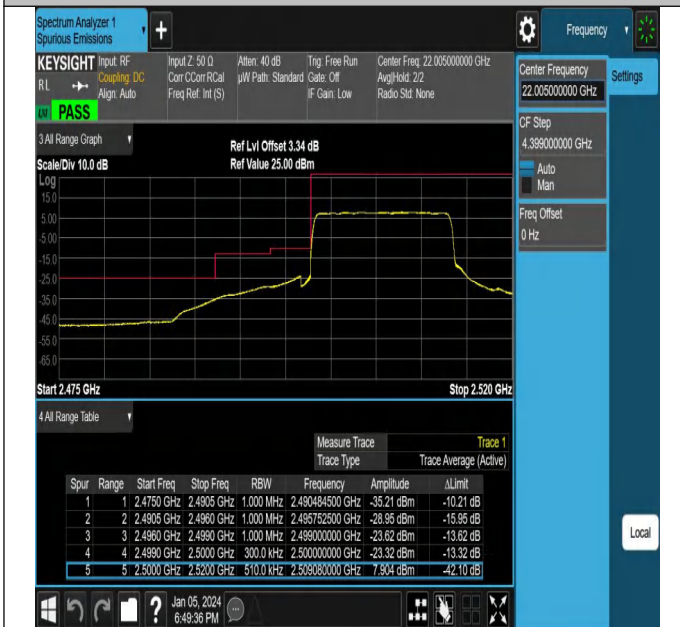 Spectrum Analyzer 1
Spurious Emissions
Frequency
KEYSIGHT Input: RF Input Z: 50 Ω Atten: 40 dB Trig: Free Run Center Freq: 22.005000000 GHz
RL Coupling: DC Corr CCorr RCal µW Path: Standard Gate: Off Avg|Hold: 2/2
Align: Auto Freq Ref: Int (S) IF Gain: Low Radio Std: None
PASS
Center Frequency
22.005000000 GHz
Settings
CF Step
4.399000000 GHz
Auto
Man
Freq Offset
0 Hz
3 All Range Graph
Ref Lvl Offset 3.34 dB
Scale/Div 10.0 dB Ref Value 25.00 dBm
Log
15.0
5.00
-5.00
-15.0
-25.0
-35.0
-45.0
-55.0
-65.0
Start 2.475 GHz Stop 2.520 GHz
4 All Range Table
Measure Trace Trace 1
Trace Type Trace Average (Active)
Spur Range Start Freq Stop Freq RBW Frequency Amplitude ΔLimit
1 1 2.4750 GHz 2.4905 GHz 1.000 MHz 2.490484500 GHz -35.21 dBm -10.21 dB
2 2 2.4905 GHz 2.4960 GHz 1.000 MHz 2.495752500 GHz -28.95 dBm -15.95 dB
3 3 2.4960 GHz 2.4990 GHz 1.000 MHz 2.499000000 GHz -23.62 dBm -13.62 dB
4 4 2.4990 GHz 2.5000 GHz 300.0 kHz 2.500000000 GHz -23.32 dBm -13.32 dB
5 5 2.5000 GHz 2.5200 GHz 510.0 kHz 2.509080000 GHz 7.904 dBm -42.10 dB
Local
Jan 05, 2024
6:49:36 PM